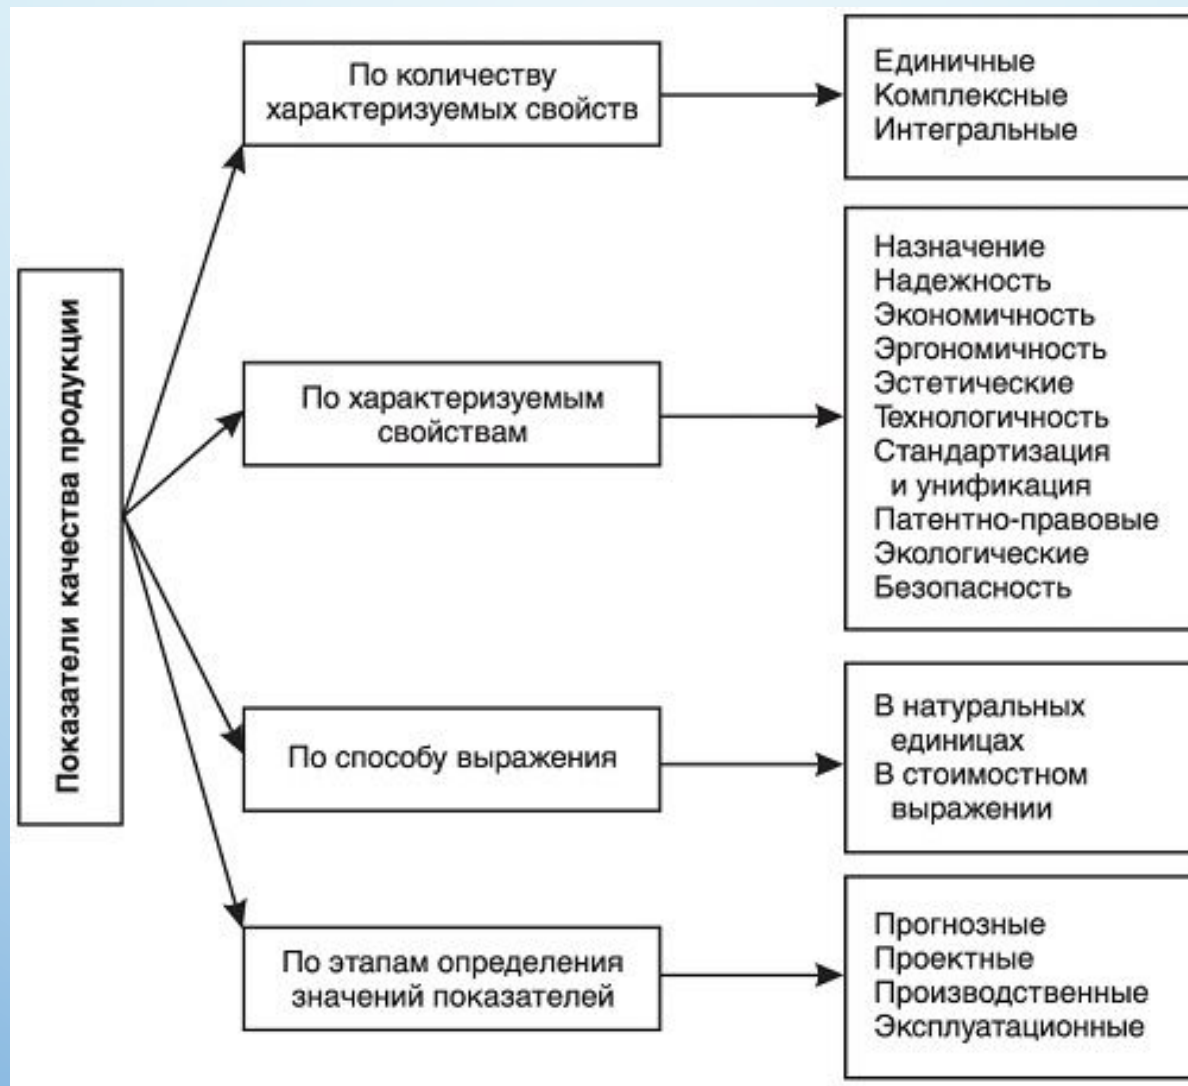 Показатели качества продукции
По количеству
характеризуемых свойств
Единичные
Комплексные
Интегральные
По характеризуемым
свойствам
Назначение
Надежность
Экономичность
Эргономичность
Эстетические
Технологичность
Стандартизация
и унификация
Патентно-правовые
Экологические
Безопасность
По способу выражения
В натуральных
единицах
В стоимостном
выражении
По этапам определения
значений показателей
Прогнозные
Проектные
Производственные
Эксплуатационные